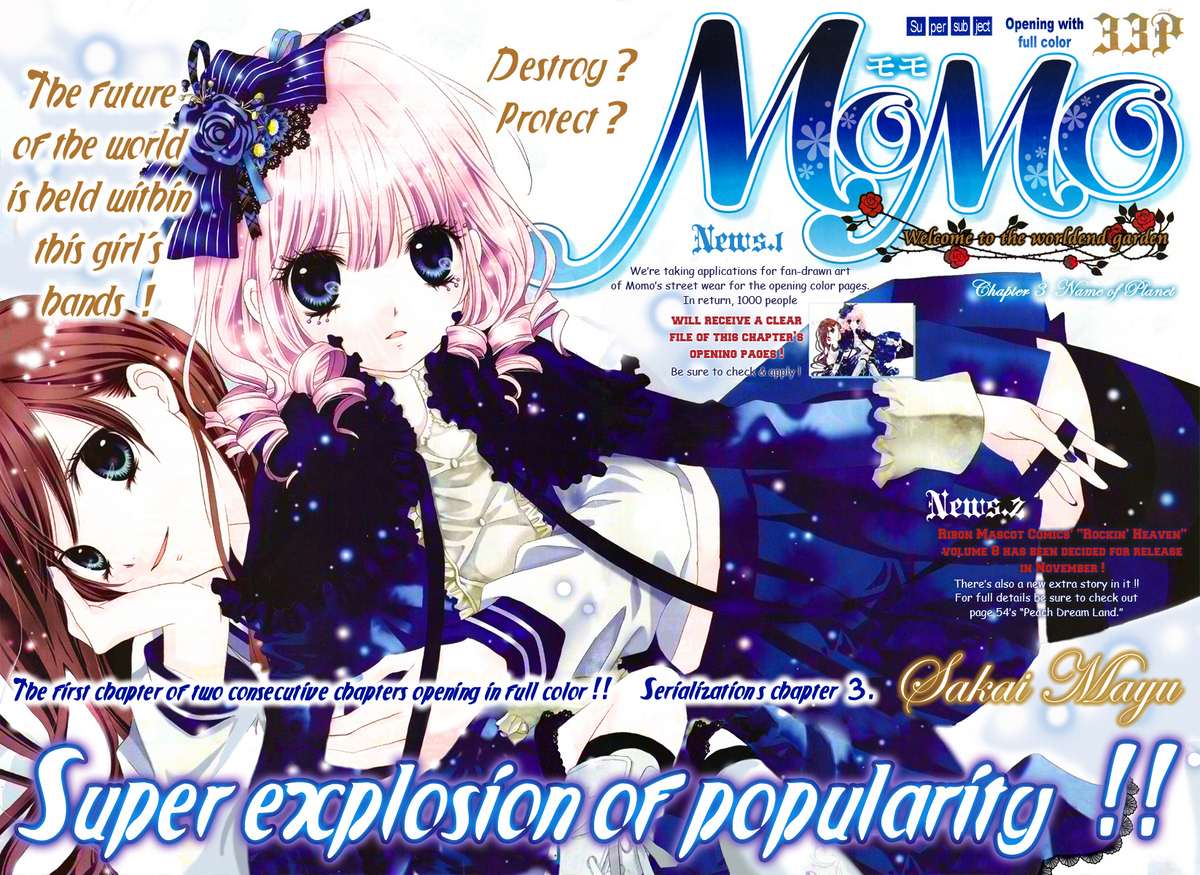 The future
of the world
is held within
this girl's
hands !
Destroy ?
Protect ?
Su per sub ject
Opening with
full color
33P
モモ
MoMo
Welcome to the worldend garden
Chapter 3 Name of Planet
News.1
We're taking applications for fan-drawn art
of Momo's street wear for the opening color pages.
In return, 1000 people
WILL RECEIVE A CLEAR
FILE OF THIS CHAPTER'S
OPENING PAGES !
Be sure to check & apply !
News.2
Ribon Mascot Comics' "Rockin' Heaven"
volume 8 has been decided for release
in November !
There's also a new extra story in it !!
For full details be sure to check out
page 54's "Peach Dream Land."
The first chapter of two consecutive chapters opening in full color !! Serializations chapter 3.
Sakai Mayu
Super explosion of popularity !!